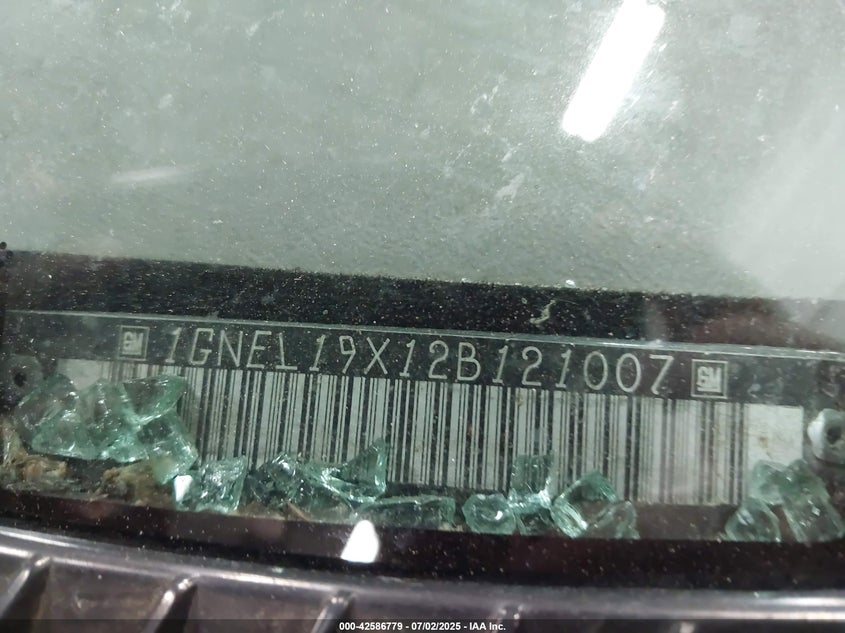 GM 1GNEL19X12B121007 GM
000-42586779 - 07/02/2025 - IAA Inc.